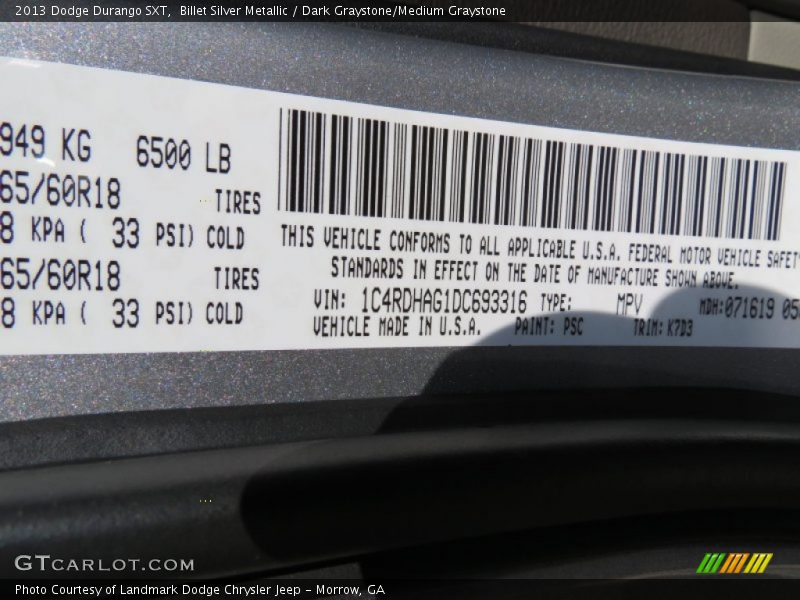 2013 Dodge Durango SXT, Billet Silver Metallic / Dark Graystone/Medium Graystone
949 KG 6500 LB
65/60R18 TIRES
8 KPA ( 33 PSI) COLD
65/60R18 TIRES
8 KPA ( 33 PSI) COLD
THIS VEHICLE CONFORMS TO ALL APPLICABLE U.S.A. FEDERAL MOTOR VEHICLE SAFET
STANDARDS IN EFFECT ON THE DATE OF MANUFACTURE SHOWN ABOVE.
VIN: 1C4RDHAG1DC693316 TYPE: MPV MDH:071619 05
VEHICLE MADE IN U.S.A. PAINT: PSC TRIM: K7D3
GTCARLOT.COM
Photo Courtesy of Landmark Dodge Chrysler Jeep - Morrow, GA